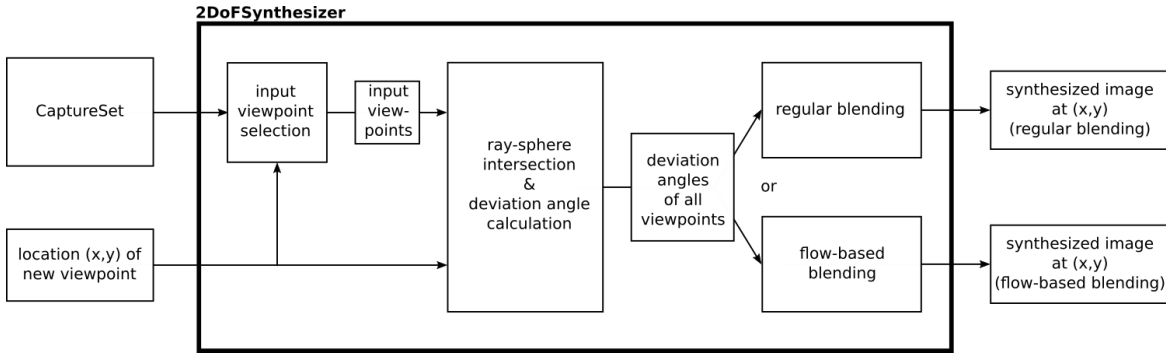 2DoFSynthesizer
CaptureSet
input
viewpoint
selection
input
view-
points
ray-sphere
intersection
&
deviation angle
calculation
deviation
angles
of all
viewpoints
regular blending
or
flow-based
blending
synthesized image
at (x,y)
(regular blending)
location (x,y) of
new viewpoint
synthesized image
at (x,y)
(flow-based blending)